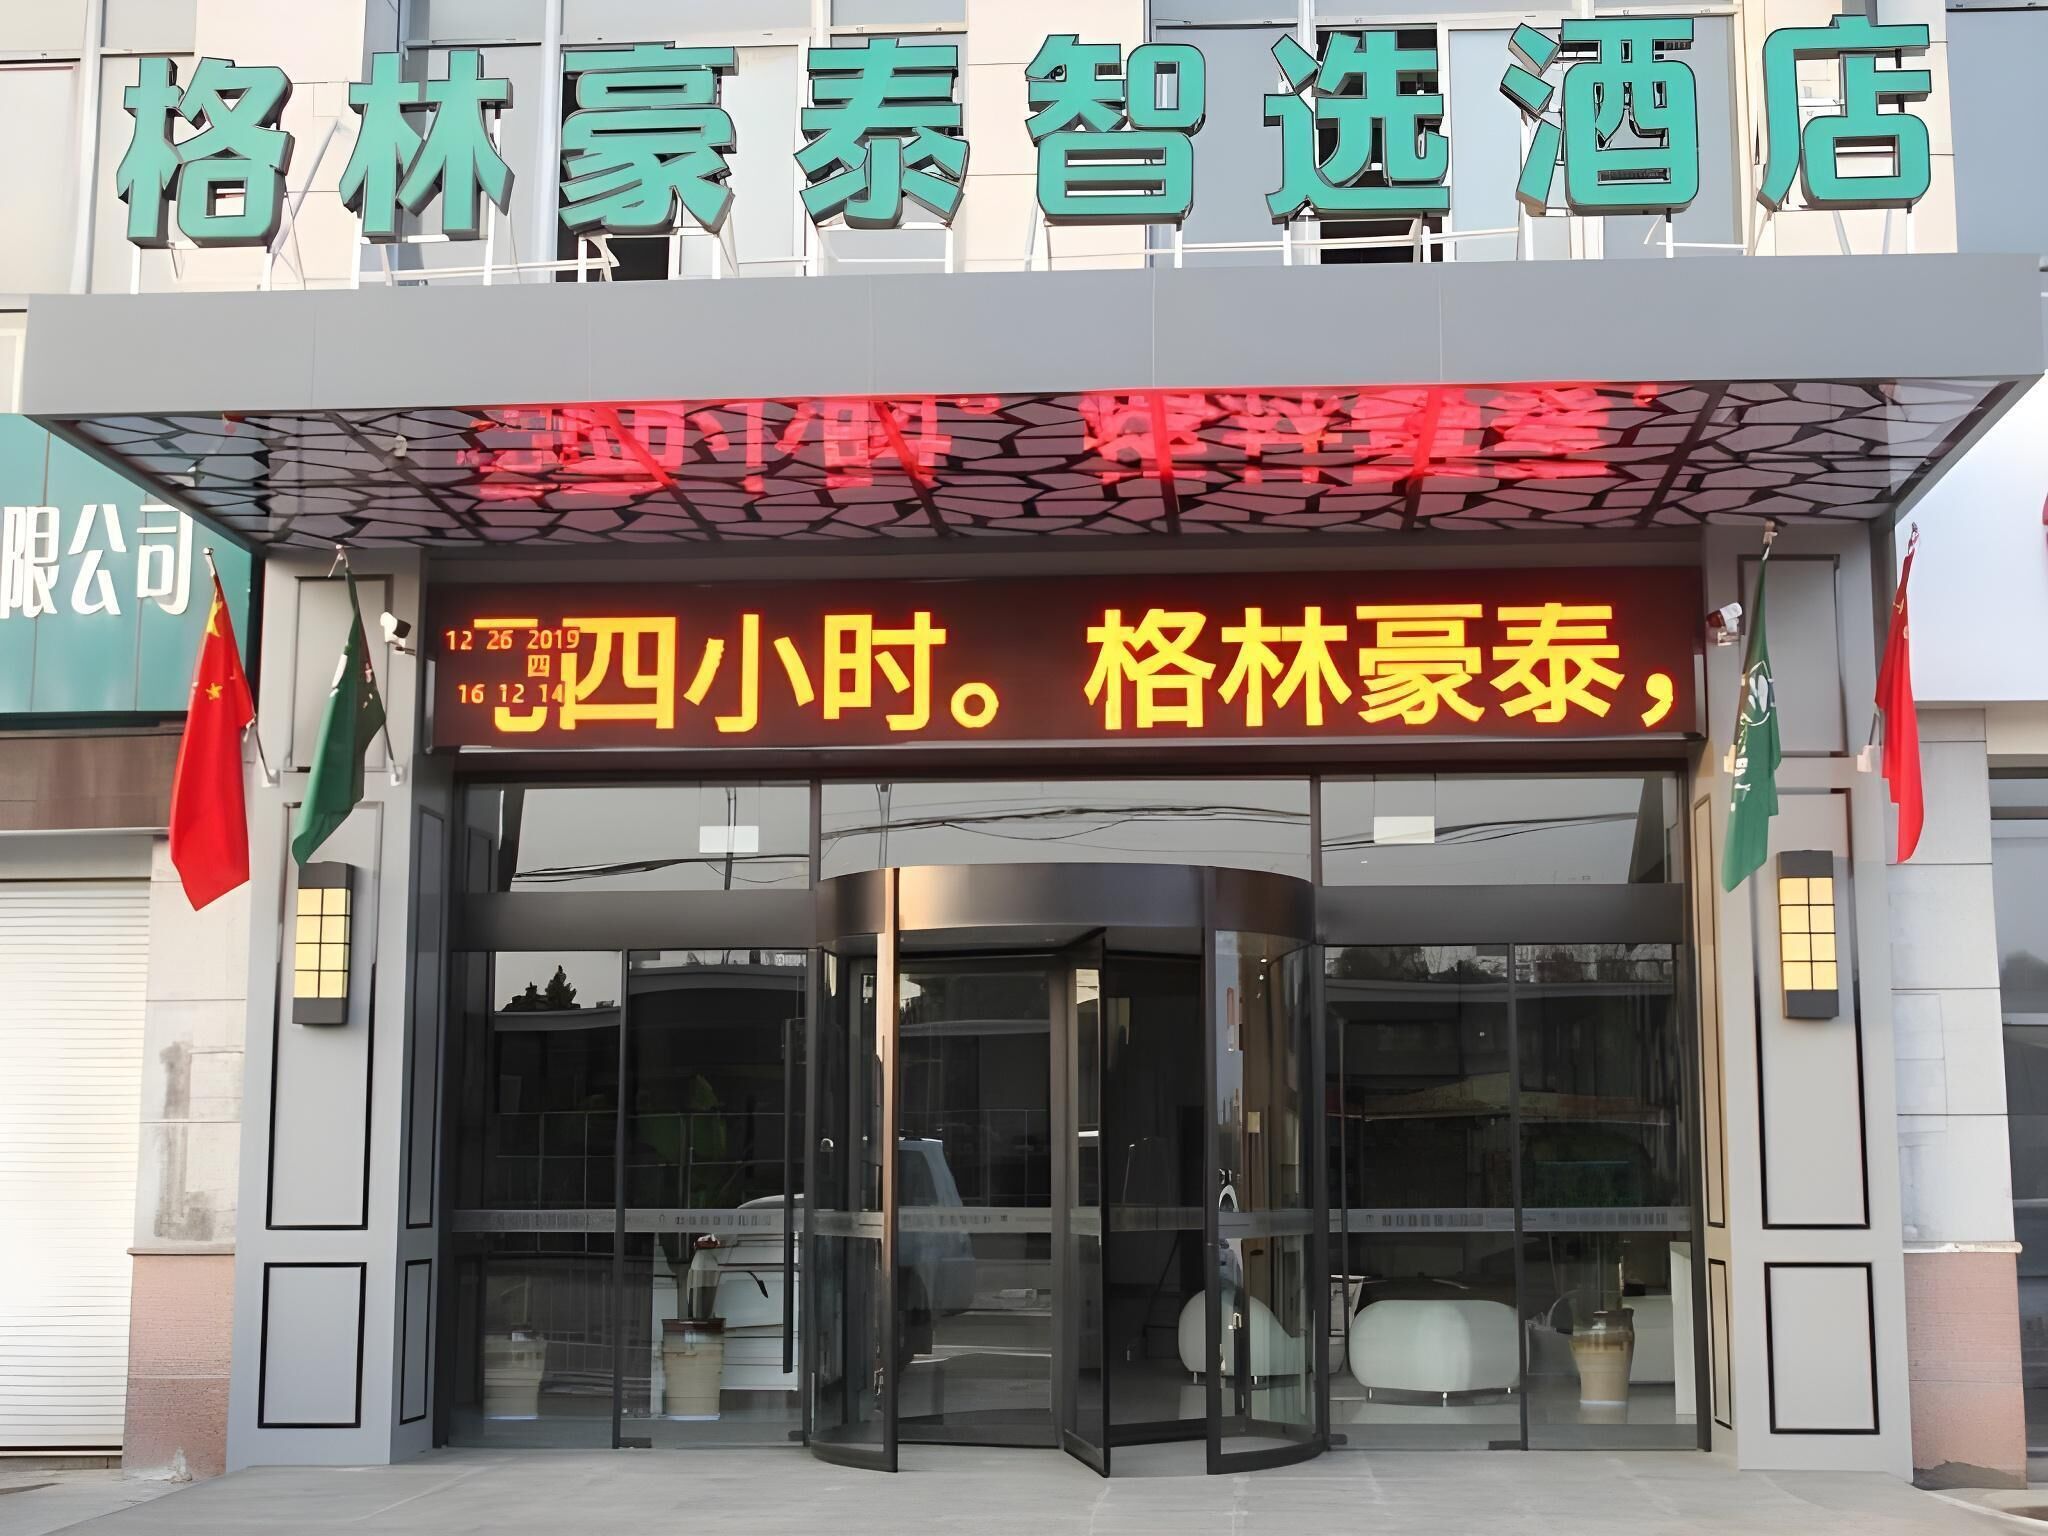 格林豪泰智选酒店
限公司
12 26 2019
四
16 12 14
四小时。 格林豪泰，